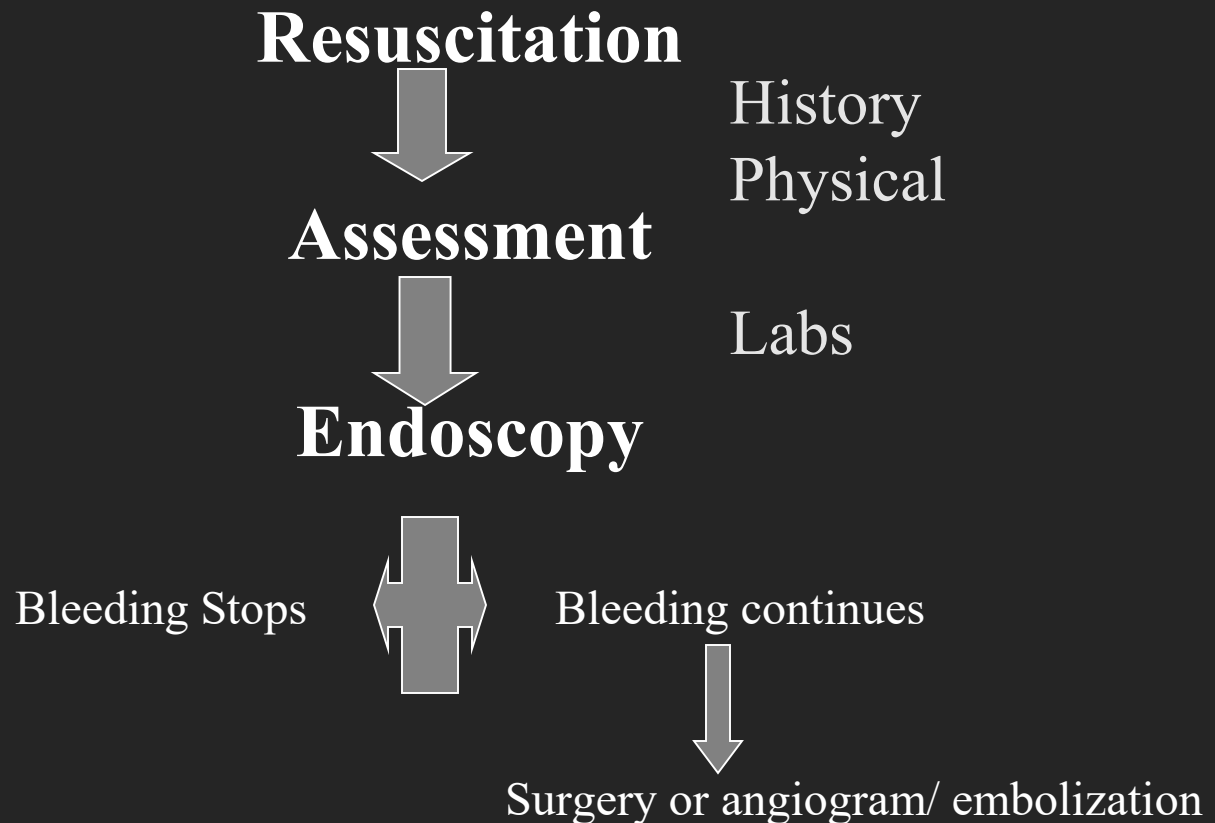 Resuscitation
History
Physical
Assessment
Labs
Endoscopy
Bleeding Stops
Bleeding continues
Surgery or angiogram/ embolization